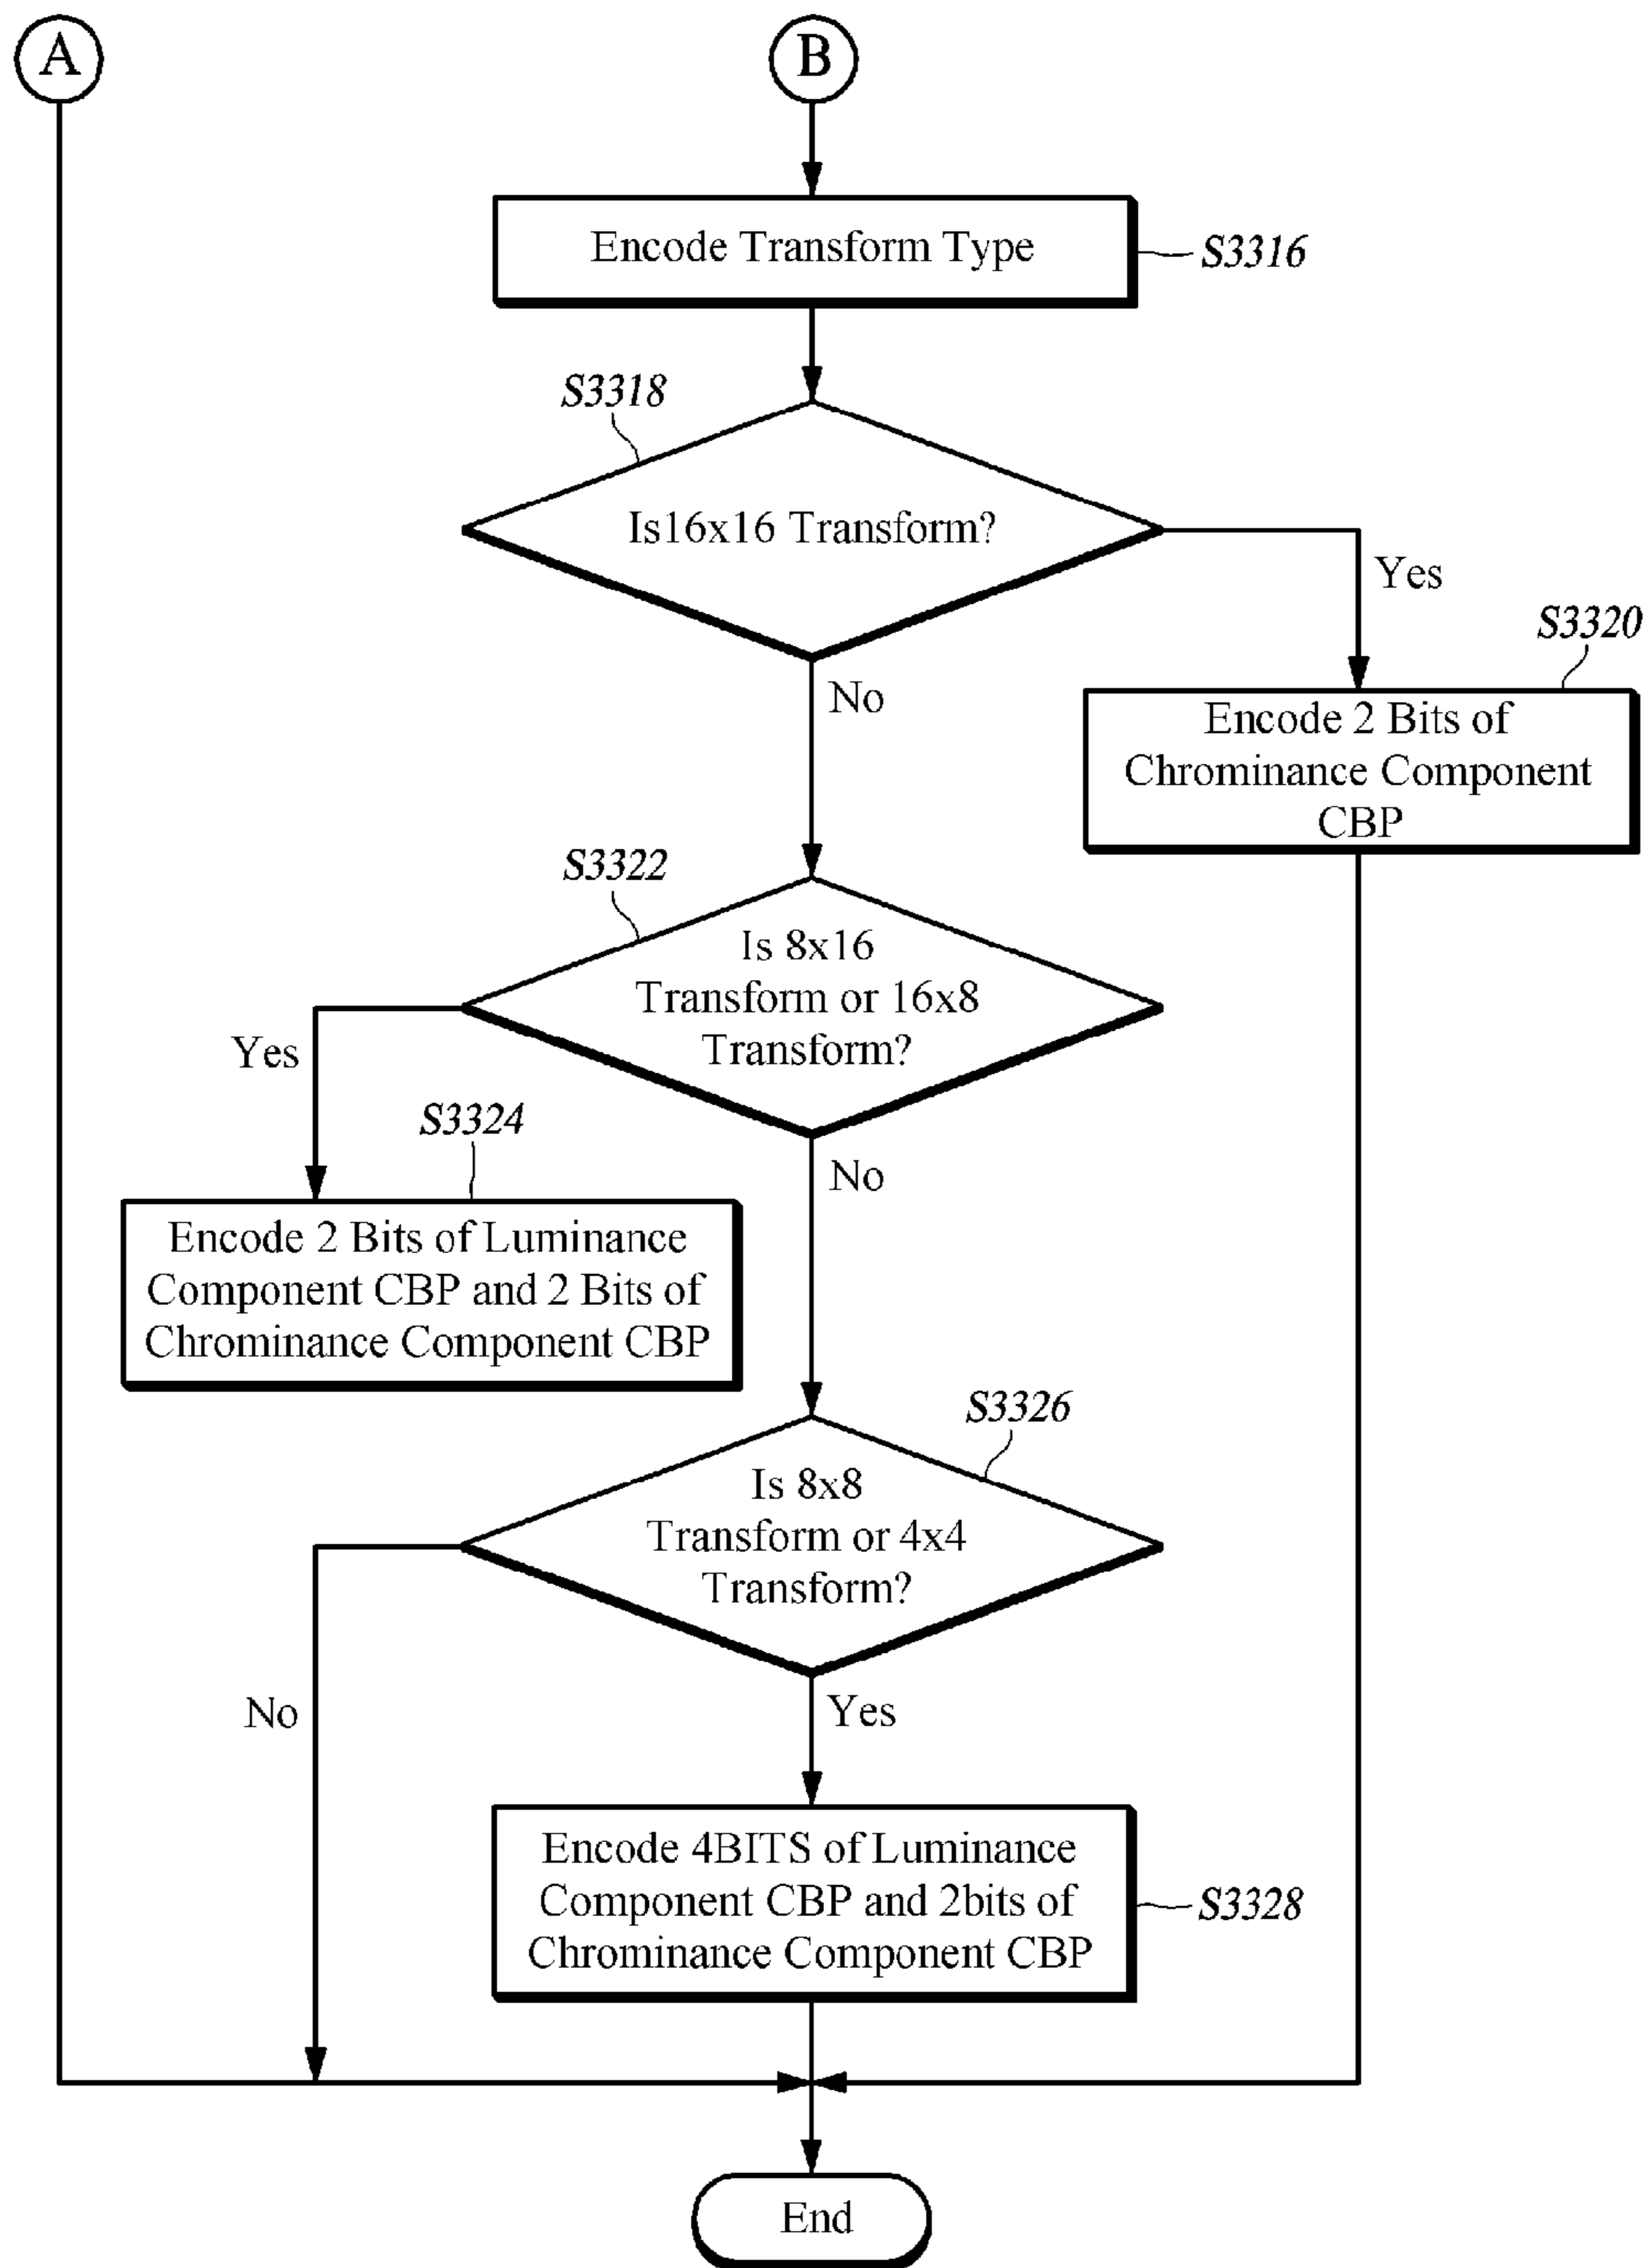 A
B
Encode Transform Type
S3316
S3318
Is16x16 Transform?
Yes
S3320
No
Encode 2 Bits of
Chrominance Component
CBP
S3322
Is 8x16
Transform or 16x8
Transform?
Yes
S3324
No
Encode 2 Bits of Luminance
Component CBP and 2 Bits of
Chrominance Component CBP
S3326
Is 8x8
Transform or 4x4
Transform?
No
Yes
Encode 4BITS of Luminance
Component CBP and 2bits of
Chrominance Component CBP
S3328
End